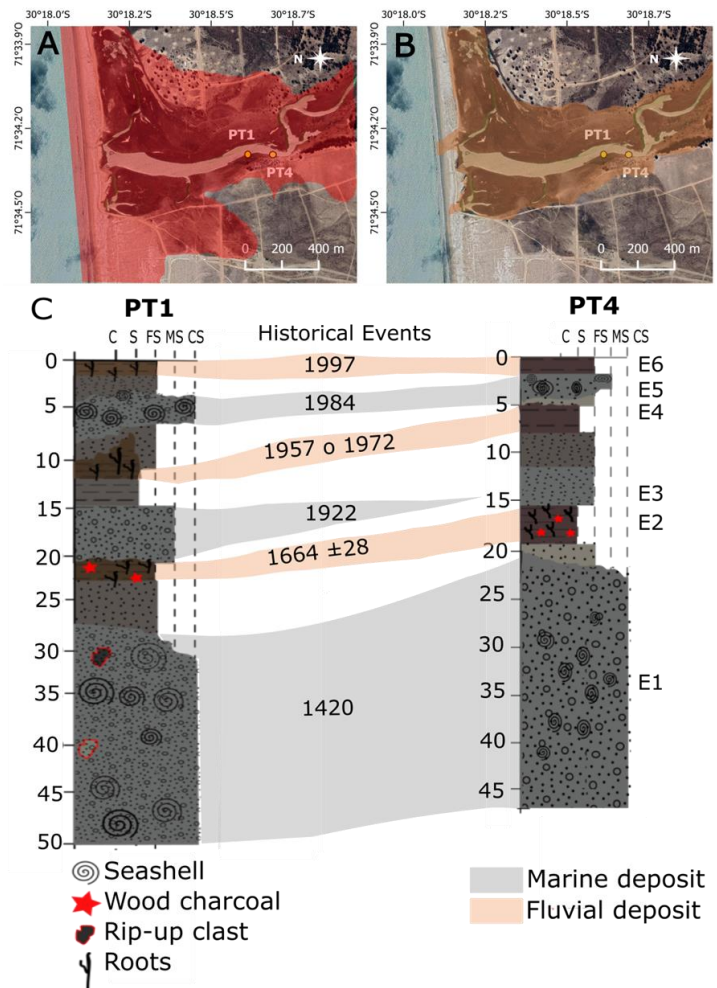 30°18.0'S 30°18.2'S 30°18.5'S 30°18.7'S 30°18.0'S 30°18.2'S 30°18.5'S 30°18.7'S
A
N
71°33.9'O
71°34.2'O
71°34.5'O
PT1
PT4
0 200 400 m
B
N
71°33.9'O
71°34.2'O
71°34.5'O
PT1
PT4
0 200 400 m
C
PT1
Historical Events
PT4
C S FS MS CS
C S FS MS CS
0
5
10
15
20
25
30
35
40
45
50
1997
1984
1957 o 1972
1922
1664 ±28
1420
0
5
10
15
20
25
30
35
40
45
E6
E5
E4
E3
E2
E1
Seashell
Wood charcoal
Rip-up clast
Roots
Marine deposit
Fluvial deposit